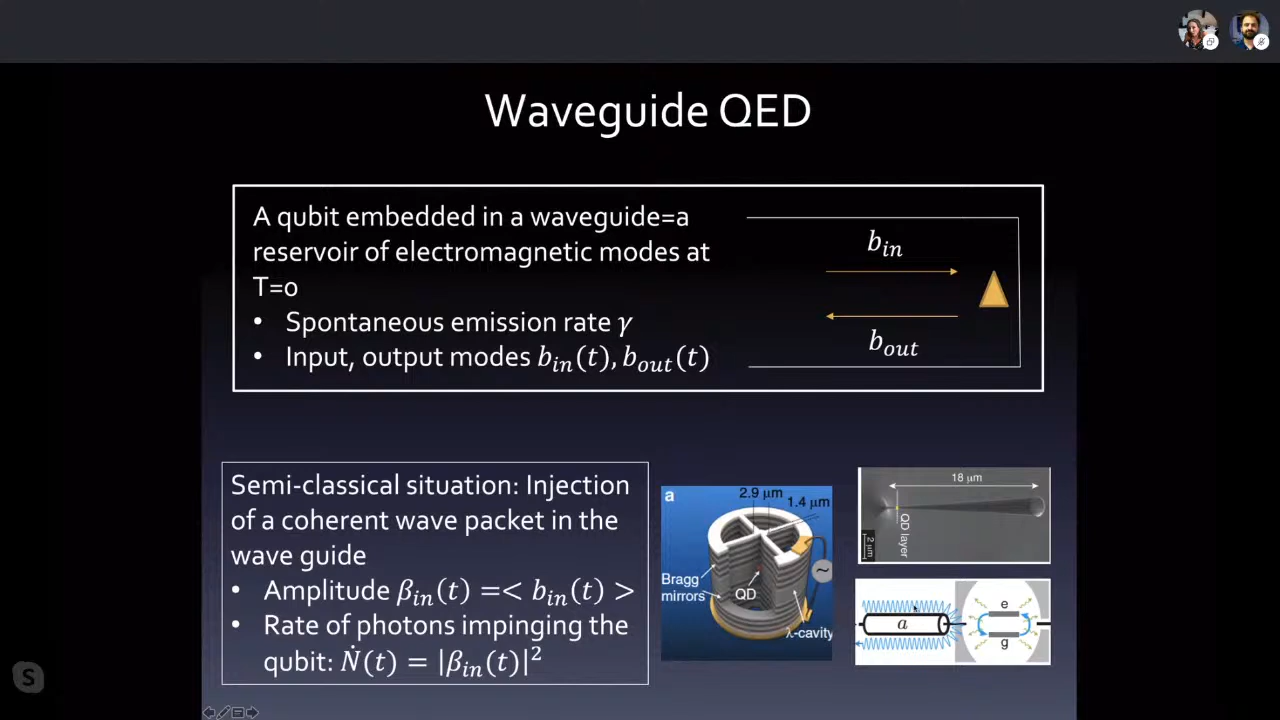 Waveguide QED
A qubit embedded in a waveguide=a
reservoir of electromagnetic modes at
T=0
• Spontaneous emission rate γ
• Input, output modes b_in(t), b_out(t)
b_in
b_out
Semi-classical situation: Injection
of a coherent wave packet in the
wave guide
• Amplitude β_in(t) =< b_in(t) >
• Rate of photons impinging the
qubit: Ṅ(t) = |β_in(t)|²
a
2.9 μm
1.4 μm
Bragg
mirrors
QD
λ-cavity
18 μm
QD layer
2 μm
a
e
g
S